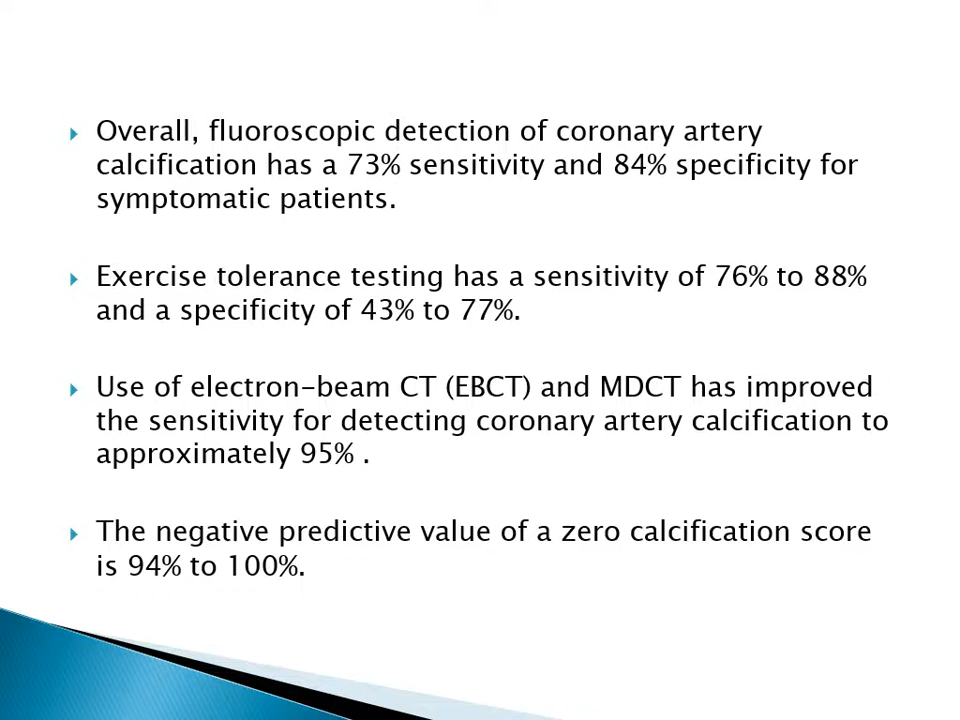 Overall, fluoroscopic detection of coronary artery
calcification has a 73% sensitivity and 84% specificity for
symptomatic patients.
Exercise tolerance testing has a sensitivity of 76% to 88%
and a specificity of 43% to 77%.
Use of electron-beam CT (EBCT) and MDCT has improved
the sensitivity for detecting coronary artery calcification to
approximately 95% .
The negative predictive value of a zero calcification score
is 94% to 100%.